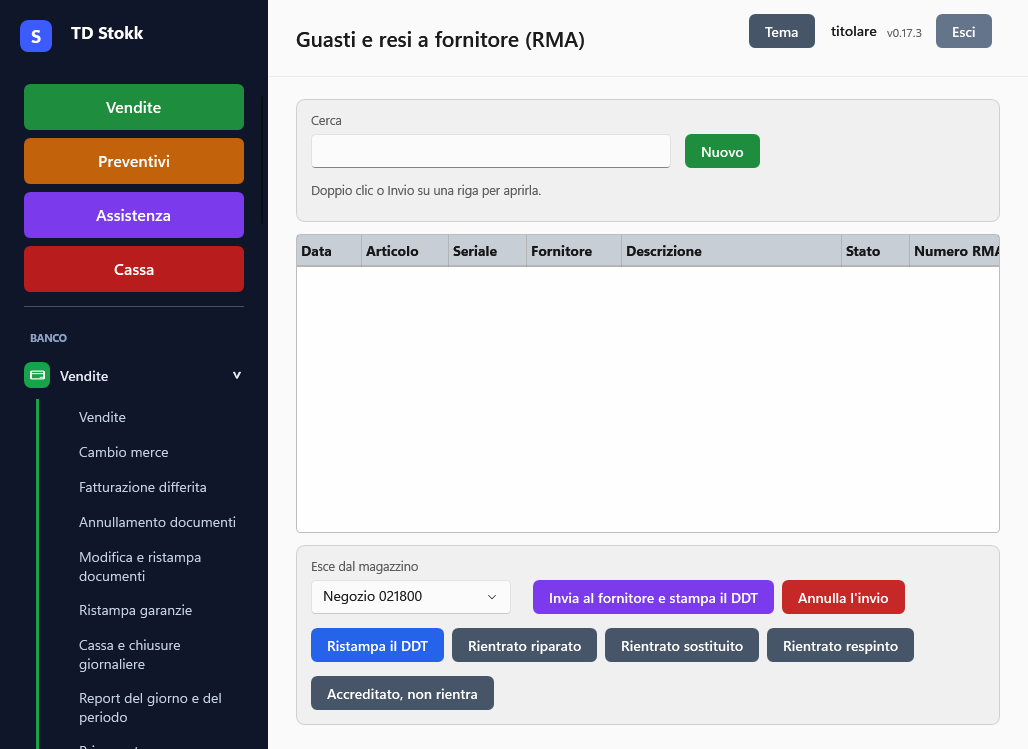 S
TD Stokk
Vendite
Preventivi
Assistenza
Cassa
BANCO
Vendite
Vendite
Cambio merce
Fatturazione differita
Annullamento documenti
Modifica e ristampa
documenti
Ristampa garanzie
Cassa e chiusure
giornaliere
Report del giorno e del
periodo
Guasti e resi a fornitore (RMA)
Tema
titolare
v0.17.3
Esci
Cerca
Nuovo
Doppio clic o Invio su una riga per aprirla.
Data Articolo Seriale Fornitore Descrizione Stato Numero RMA
Esce dal magazzino
Negozio 021800
Invia al fornitore e stampa il DDT
Annulla l'invio
Ristampa il DDT
Rientrato riparato
Rientrato sostituito
Rientrato respinto
Accreditato, non rientra